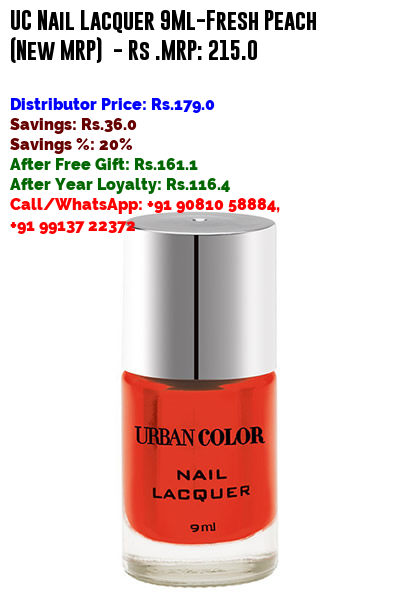 UC Nail Lacquer 9Ml-Fresh Peach
(New MRP) - Rs .MRP: 215.0
Distributor Price: Rs.179.0
Savings: Rs.36.0
Savings %: 20%
After Free Gift: Rs.161.1
After Year Loyalty: Rs.116.4
Call/WhatsApp: +91 90810 58884,
+91 99137 22372
URBAN COLOR
NAIL
LACQUER
9ml